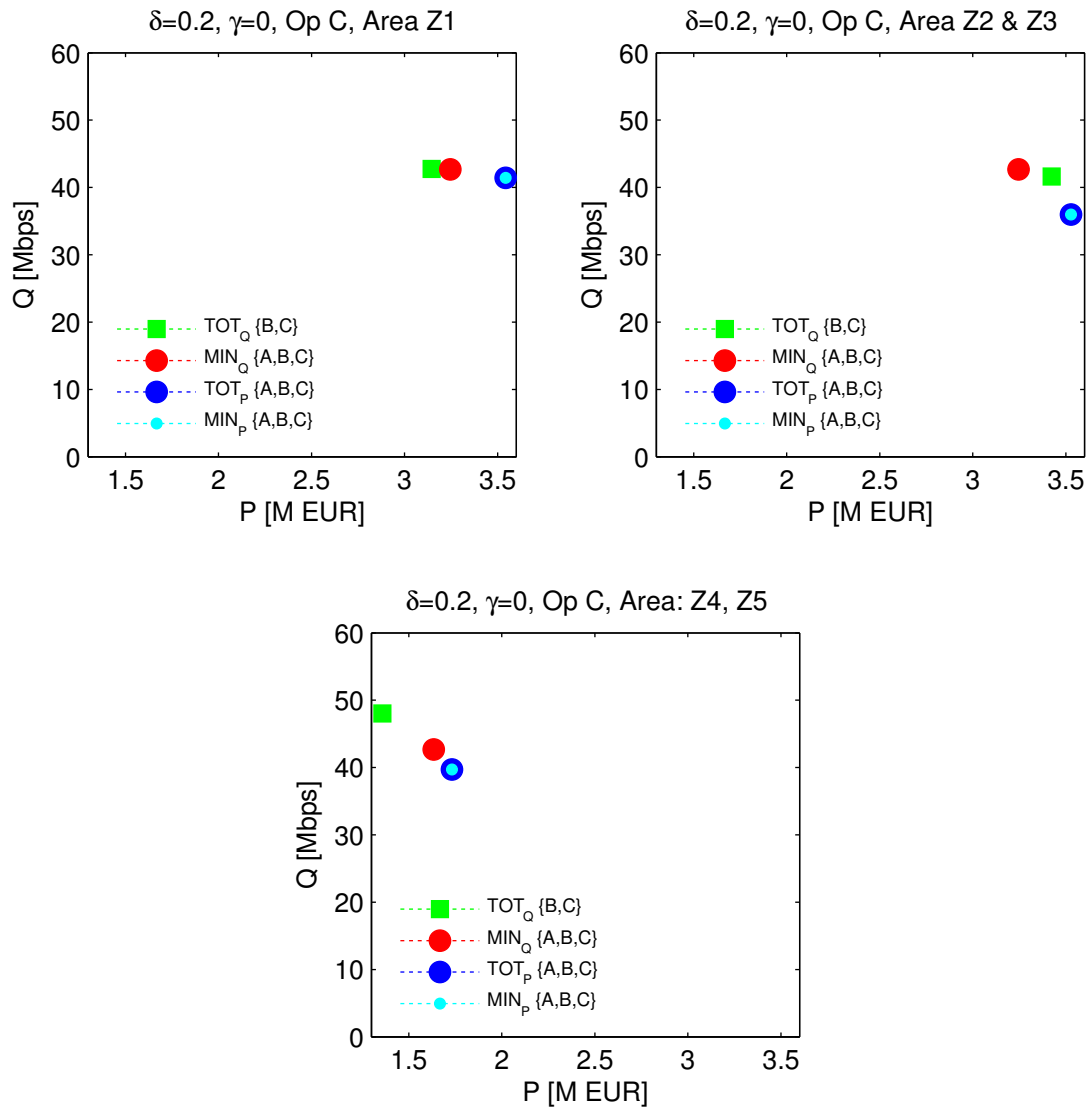 δ=0.2, γ=0, Op C, Area Z1
60
50
40
30
20
10
0
Q [Mbps]
TOT_Q {B,C}
MIN_Q {A,B,C}
TOT_P {A,B,C}
MIN_P {A,B,C}
1.5 2 2.5 3 3.5
P [M EUR]
δ=0.2, γ=0, Op C, Area Z2 & Z3
60
50
40
30
20
10
0
Q [Mbps]
TOT_Q {B,C}
MIN_Q {A,B,C}
TOT_P {A,B,C}
MIN_P {A,B,C}
1.5 2 2.5 3 3.5
P [M EUR]
δ=0.2, γ=0, Op C, Area: Z4, Z5
60
50
40
30
20
10
0
Q [Mbps]
TOT_Q {B,C}
MIN_Q {A,B,C}
TOT_P {A,B,C}
MIN_P {A,B,C}
1.5 2 2.5 3 3.5
P [M EUR]